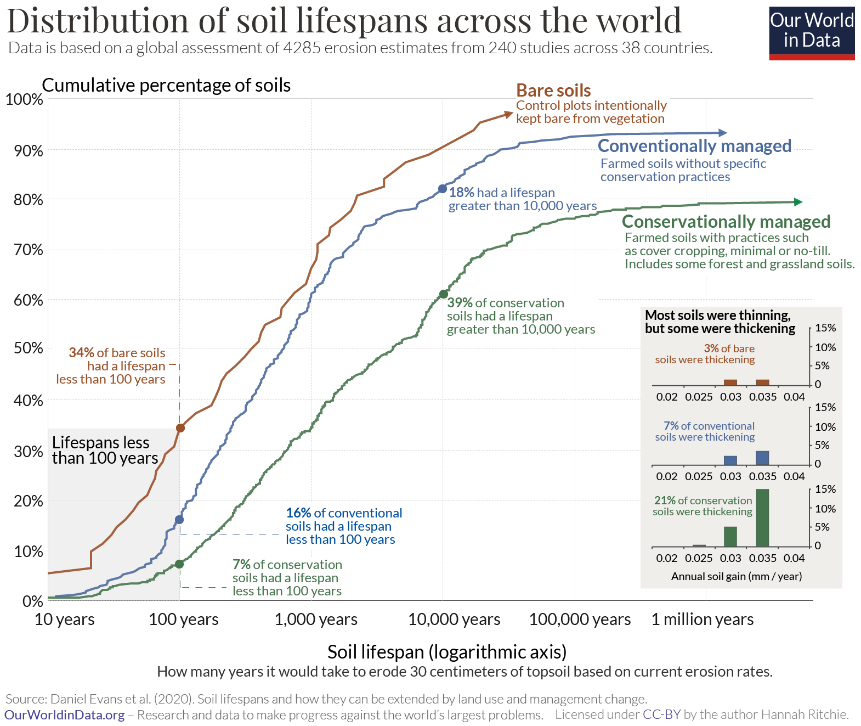 Distribution of soil lifespans across the world
Data is based on a global assessment of 4285 erosion estimates from 240 studies across 38 countries.
Our World
in Data
Cumulative percentage of soils
100%
90%
80%
70%
60%
50%
40%
30%
20%
10%
0%
Bare soils
Control plots intentionally
kept bare from vegetation
Conventionally managed
Farmed soils without specific
conservation practices
18% had a lifespan
greater than 10,000 years
Conservationally managed
Farmed soils with practices such
as cover cropping, minimal or no-till.
Includes some forest and grassland soils.
39% of conservation
soils had a lifespan
greater than 10,000 years
34% of bare soils
had a lifespan
less than 100 years
Lifespans less
than 100 years
16% of conventional
soils had a lifespan
less than 100 years
7% of conservation
soils had a lifespan
less than 100 years
Most soils were thinning,
but some were thickening
15%
10%
5%
0
3% of bare
soils were thickening
0.02 0.025 0.03 0.035 0.04
15%
10%
5%
0
7% of conventional
soils were thickening
0.02 0.025 0.03 0.035 0.04
15%
10%
5%
0
21% of conservation
soils were thickening
0.02 0.025 0.03 0.035 0.04
Annual soil gain (mm / year)
10 years 100 years 1,000 years 10,000 years 100,000 years 1 million years
Soil lifespan (logarithmic axis)
How many years it would take to erode 30 centimeters of topsoil based on current erosion rates.
Source: Daniel Evans et al. (2020). Soil lifespans and how they can be extended by land use and management change.
OurWorldinData.org – Research and data to make progress against the world's largest problems. Licensed under CC-BY by the author Hannah Ritchie.